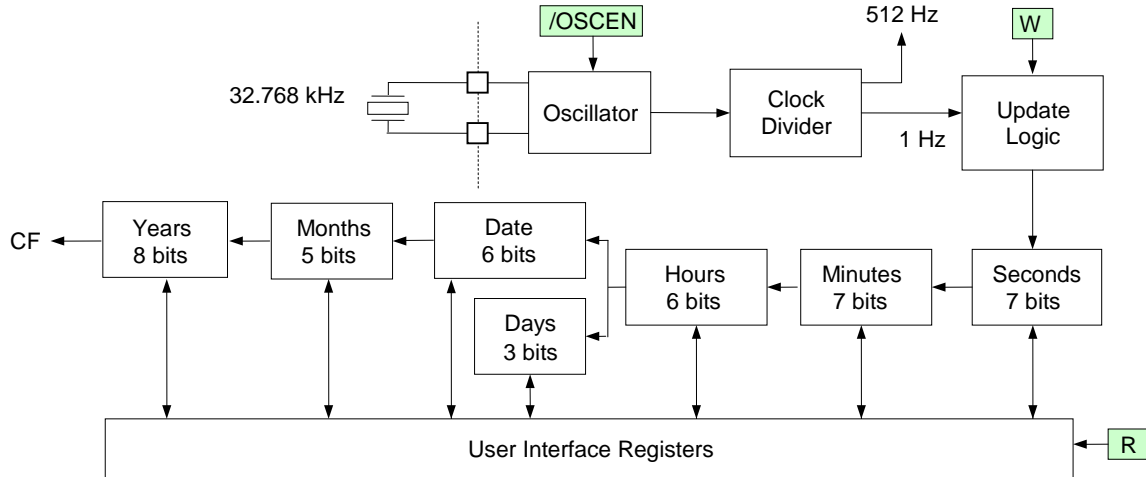 /OSCEN
512 Hz
W
32.768 kHz
Oscillator
Clock
Divider
1 Hz
Update
Logic
CF
Years
8 bits
Months
5 bits
Date
6 bits
Days
3 bits
Hours
6 bits
Minutes
7 bits
Seconds
7 bits
User Interface Registers
R